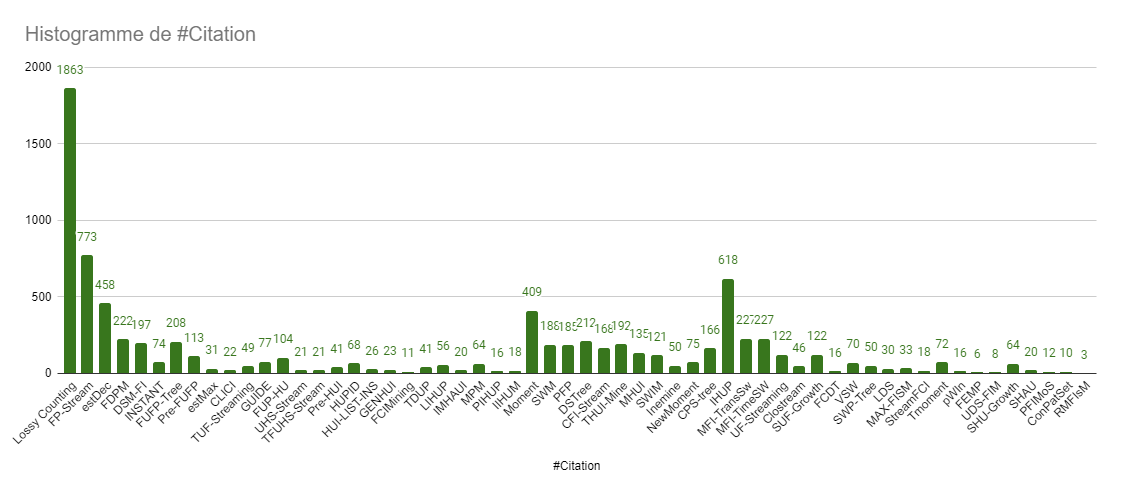 Histogramme de #Citation
2000
1500
1000
500
0
1863
773
458
222
197
74
208
113
31
22
49
77
104
21
21
41
68
26
23
11
41
56
20
64
16
18
409
188
185
212
168
192
135
121
50
75
166
618
227
227
122
46
122
16
70
50
30
33
18
72
16
6
8
64
20
12
10
3
Lossy Counting
FP-Stream
estDec
FDPM
DSM-FI
INSTANT
FUFP-Tree
Pre-FUFP
estMax
CLICI
TUF-Streaming
GUIDE
FUP-HU
UHS-Stream
TFUHS-Stream
Pre-HUI
HUPID
HUI-LIST-INS
GENHUI
FCIMining
TDUP
LIHUP
IMHAUI
MPM
PIHUP
IIHUM
Moment
SWM
PFP
DSTree
CFI-Stream
THUI-Mine
MHUI
SWIM
Inemine
NewMoment
CPS-tree
IHUP
MFI-TransSw
MFI-TimeSW
UF-Streaming
Clostream
SUF-Growth
FCDT
VSW
SWP-Tree
LDS
MAX-FISM
StreamFCI
Tmoment
pWin
FEMP
UDS-FIM
SHU-Growth
SHAU
PFIMoS
ConPatSet
RMFIsM
#Citation